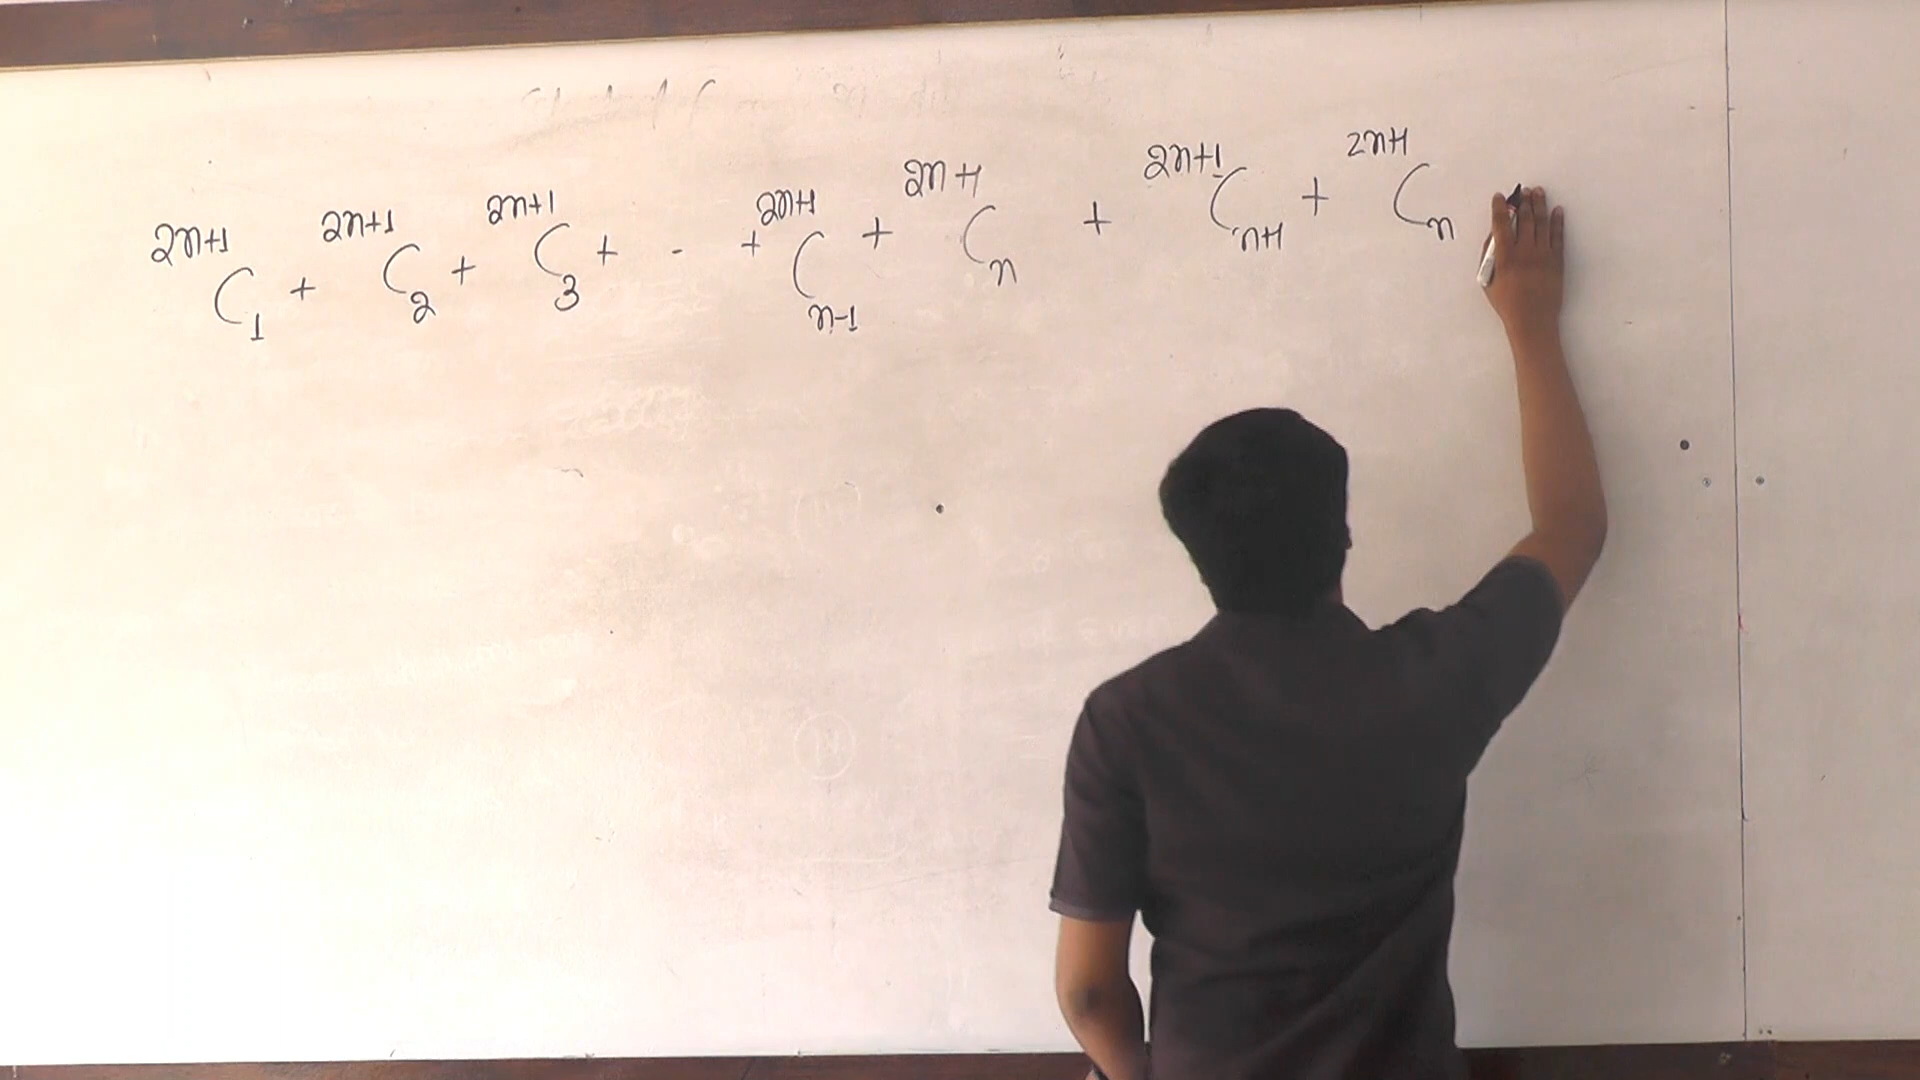 ²ⁿ⁺¹C₁ + ²ⁿ⁺¹C₂ + ²ⁿ⁺¹C₃ + - + ²ⁿ⁺¹Cₙ₋₁ + ²ⁿ⁺¹Cₙ + ²ⁿ⁺¹Cₙ₊₁ + ²ⁿ⁺¹Cₙ